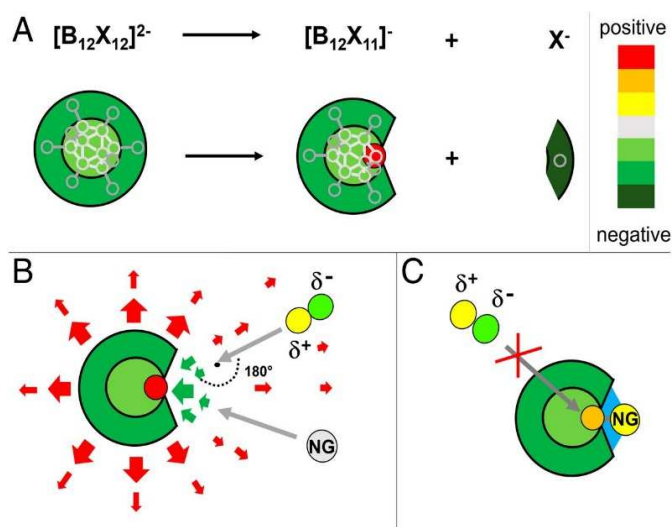 A [B₁₂X₁₂]²⁻ [B₁₂X₁₁]⁻ + X⁻ positive
+
negative
B C
δ⁻ δ⁺
δ⁺ δ⁻
180°
NG NG